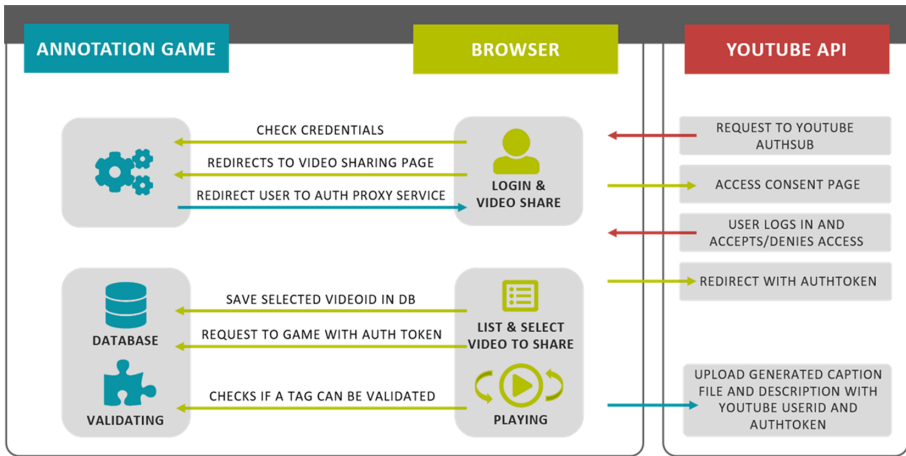 ANNOTATION GAME
BROWSER
YOUTUBE API
CHECK CREDENTIALS
REDIRECTS TO VIDEO SHARING PAGE
REDIRECT USER TO AUTH PROXY SERVICE
LOGIN &
VIDEO SHARE
REQUEST TO YOUTUBE
AUTHSUB
ACCESS CONSENT PAGE
USER LOGS IN AND
ACCEPTS/DENIES ACCESS
REDIRECT WITH AUTHTOKEN
SAVE SELECTED VIDEOID IN DB
DATABASE
REQUEST TO GAME WITH AUTH TOKEN
LIST & SELECT
VIDEO TO SHARE
CHECKS IF A TAG CAN BE VALIDATED
VALIDATING
PLAYING
UPLOAD GENERATED CAPTION
FILE AND DESCRIPTION WITH
YOUTUBE USERID AND
AUTHTOKEN